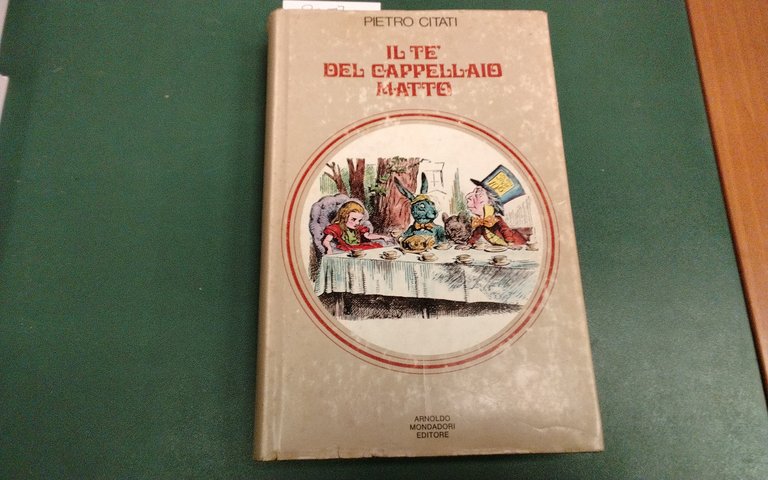 PIETRO CITATI
IL TE'
DEL CAPPELLAIO
MATTO
ARNOLDO
MONDADORI
EDITORE